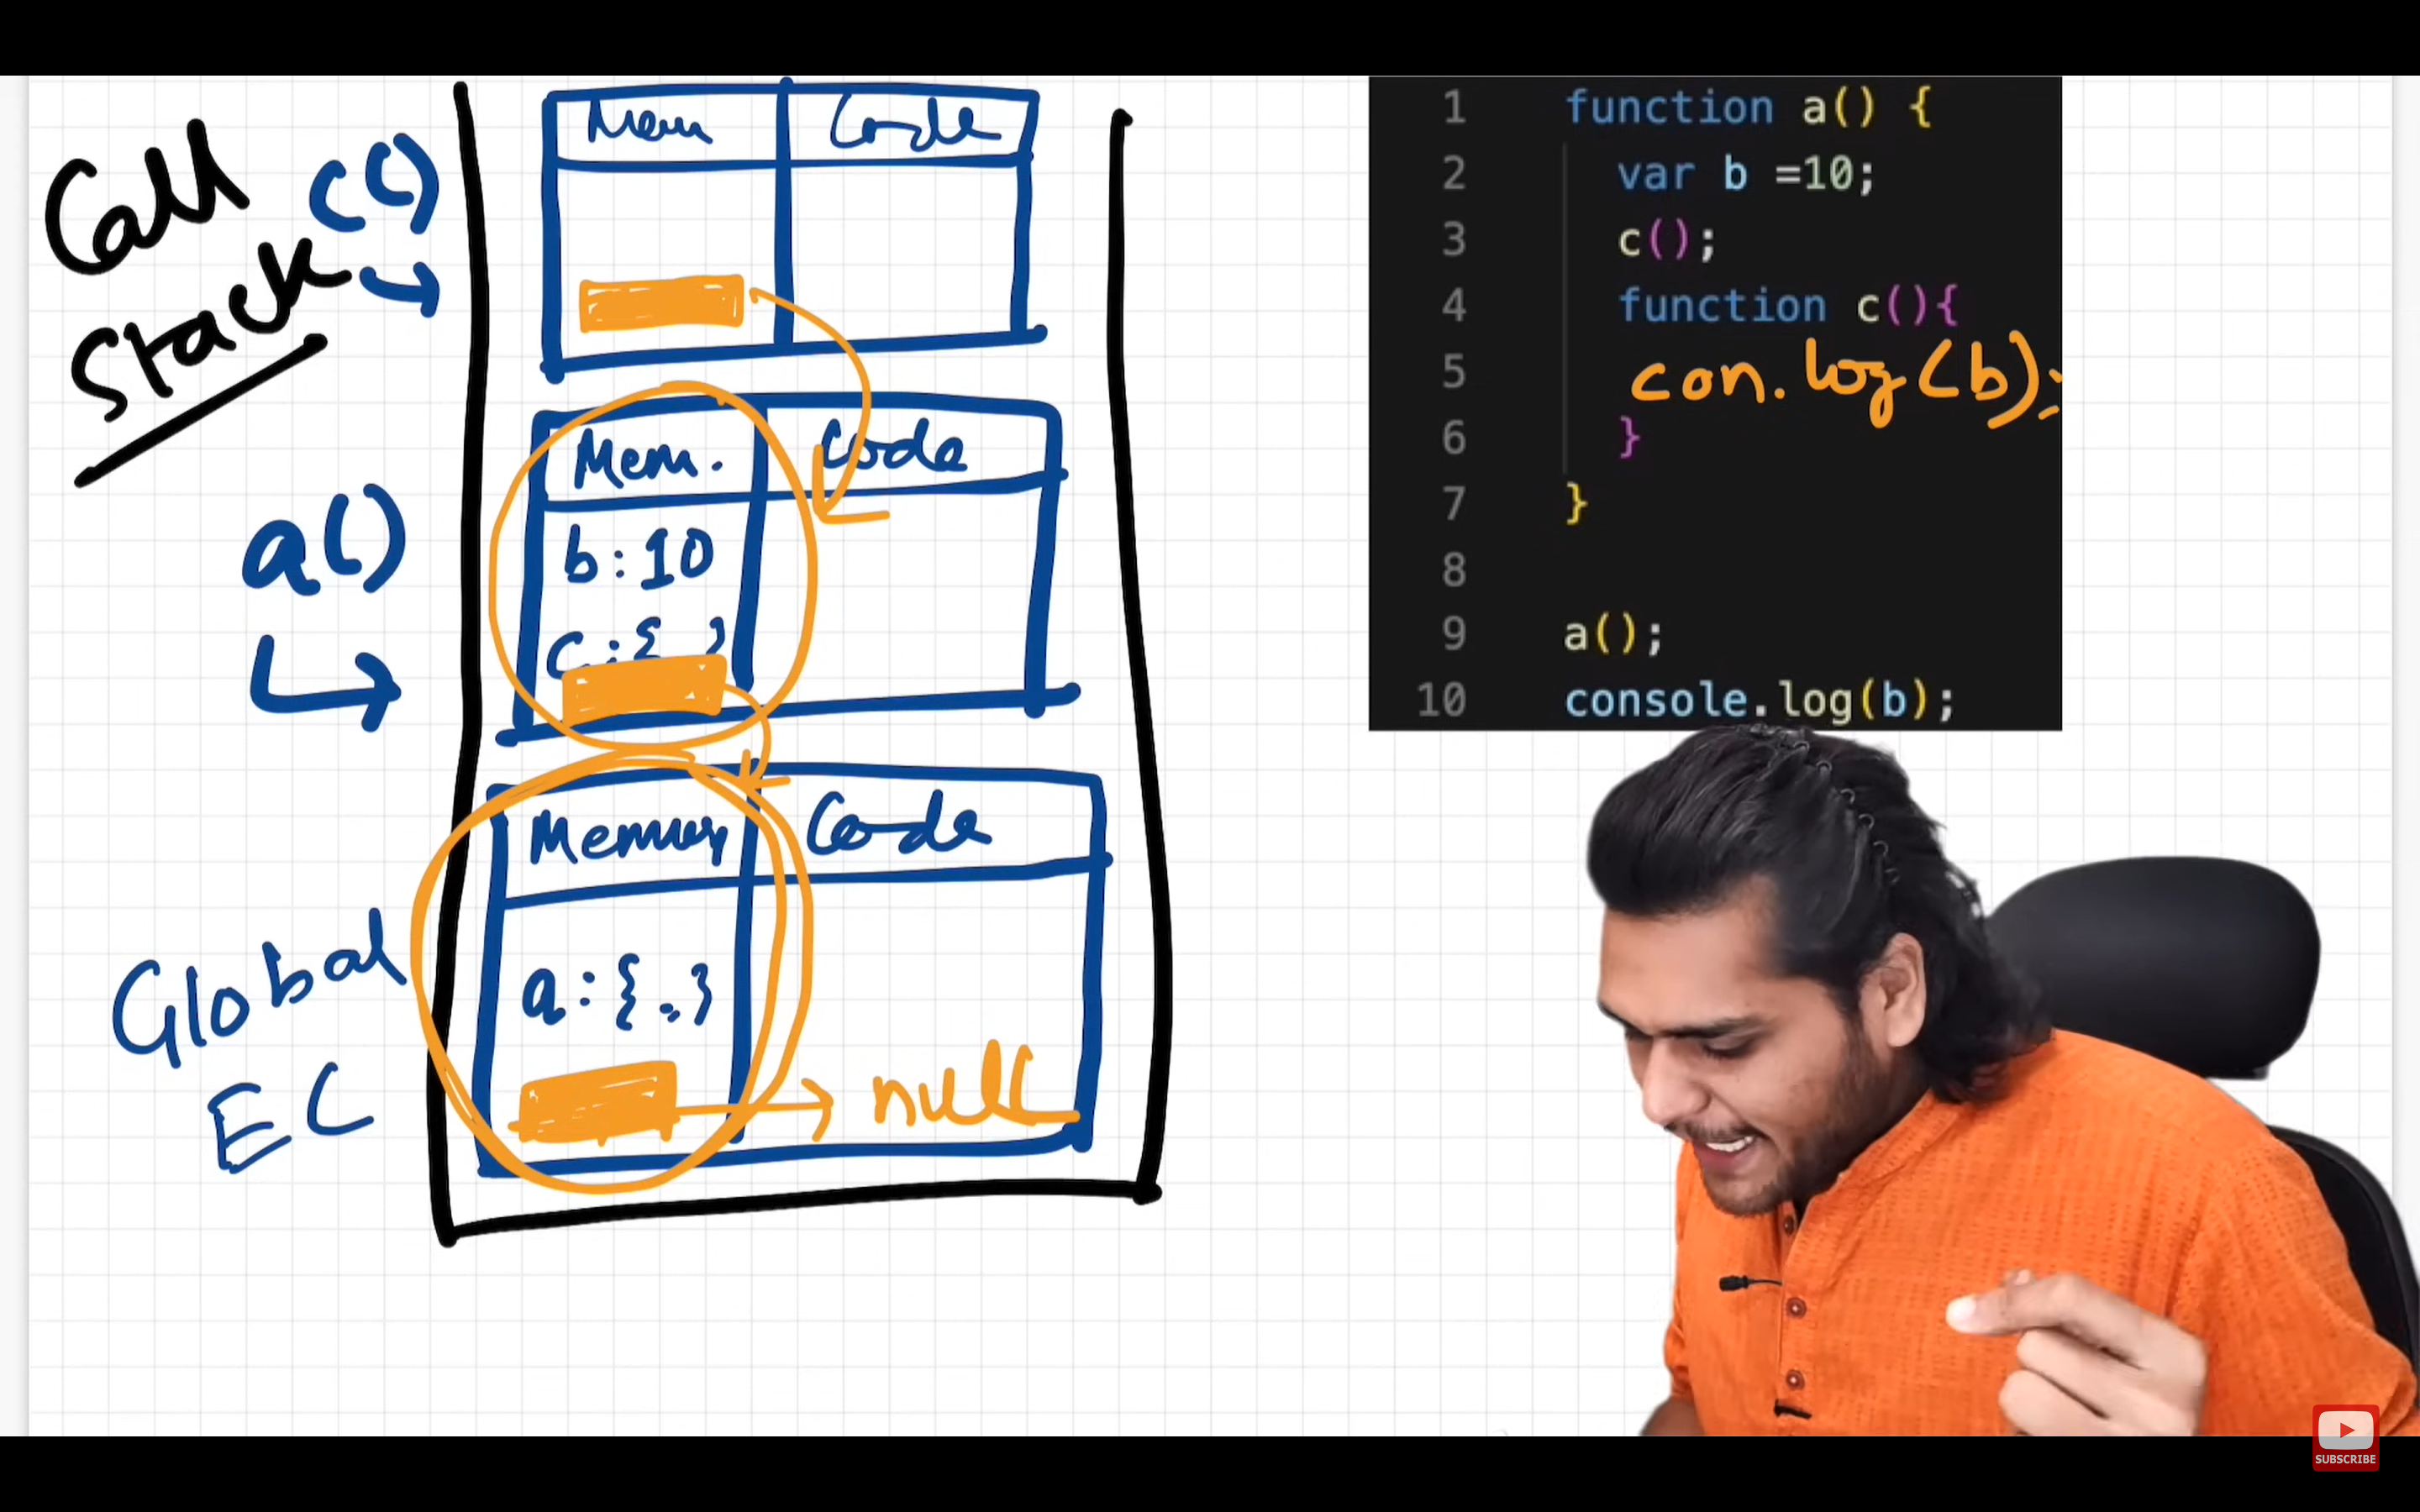 Call
Stack
c()
Mem
Code
a()
Mem.
Code
b:10
c:{ }
Global
EC
Memory
Code
a:{..}
null
1 function a() {
2 var b =10;
3 c();
4 function c(){
5 con.log(b);
6 }
7 }
8
9 a();
10 console.log(b);
SUBSCRIBE